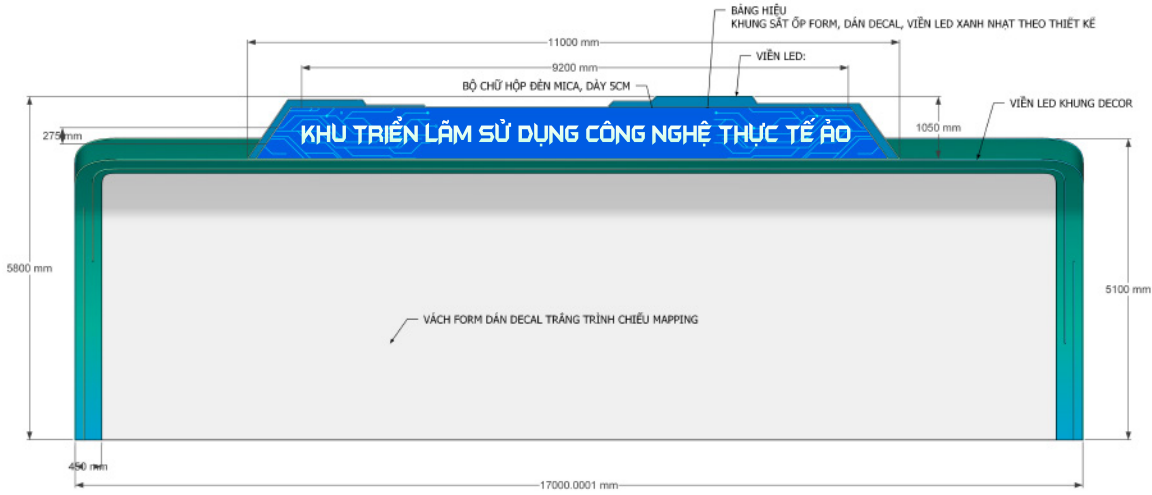 BẢNG HIỆU
KHUNG SẮT ỐP FORM, DÁN DECAL, VIỀN LED XANH NHẠT THEO THIẾT KẾ
11000 mm
VIỀN LED:
9200 mm
BỘ CHỮ HỘP ĐÈN MICA, DÀY 5CM
VIỀN LED KHUNG DECOR
275 mm
KHU TRIỂN LÃM SỬ DỤNG CÔNG NGHỆ THỰC TẾ ẢO
1050 mm
5800 mm
5100 mm
VÁCH FORM DÁN DECAL TRẮNG TRÌNH CHIẾU MAPPING
450 mm
17000.0001 mm